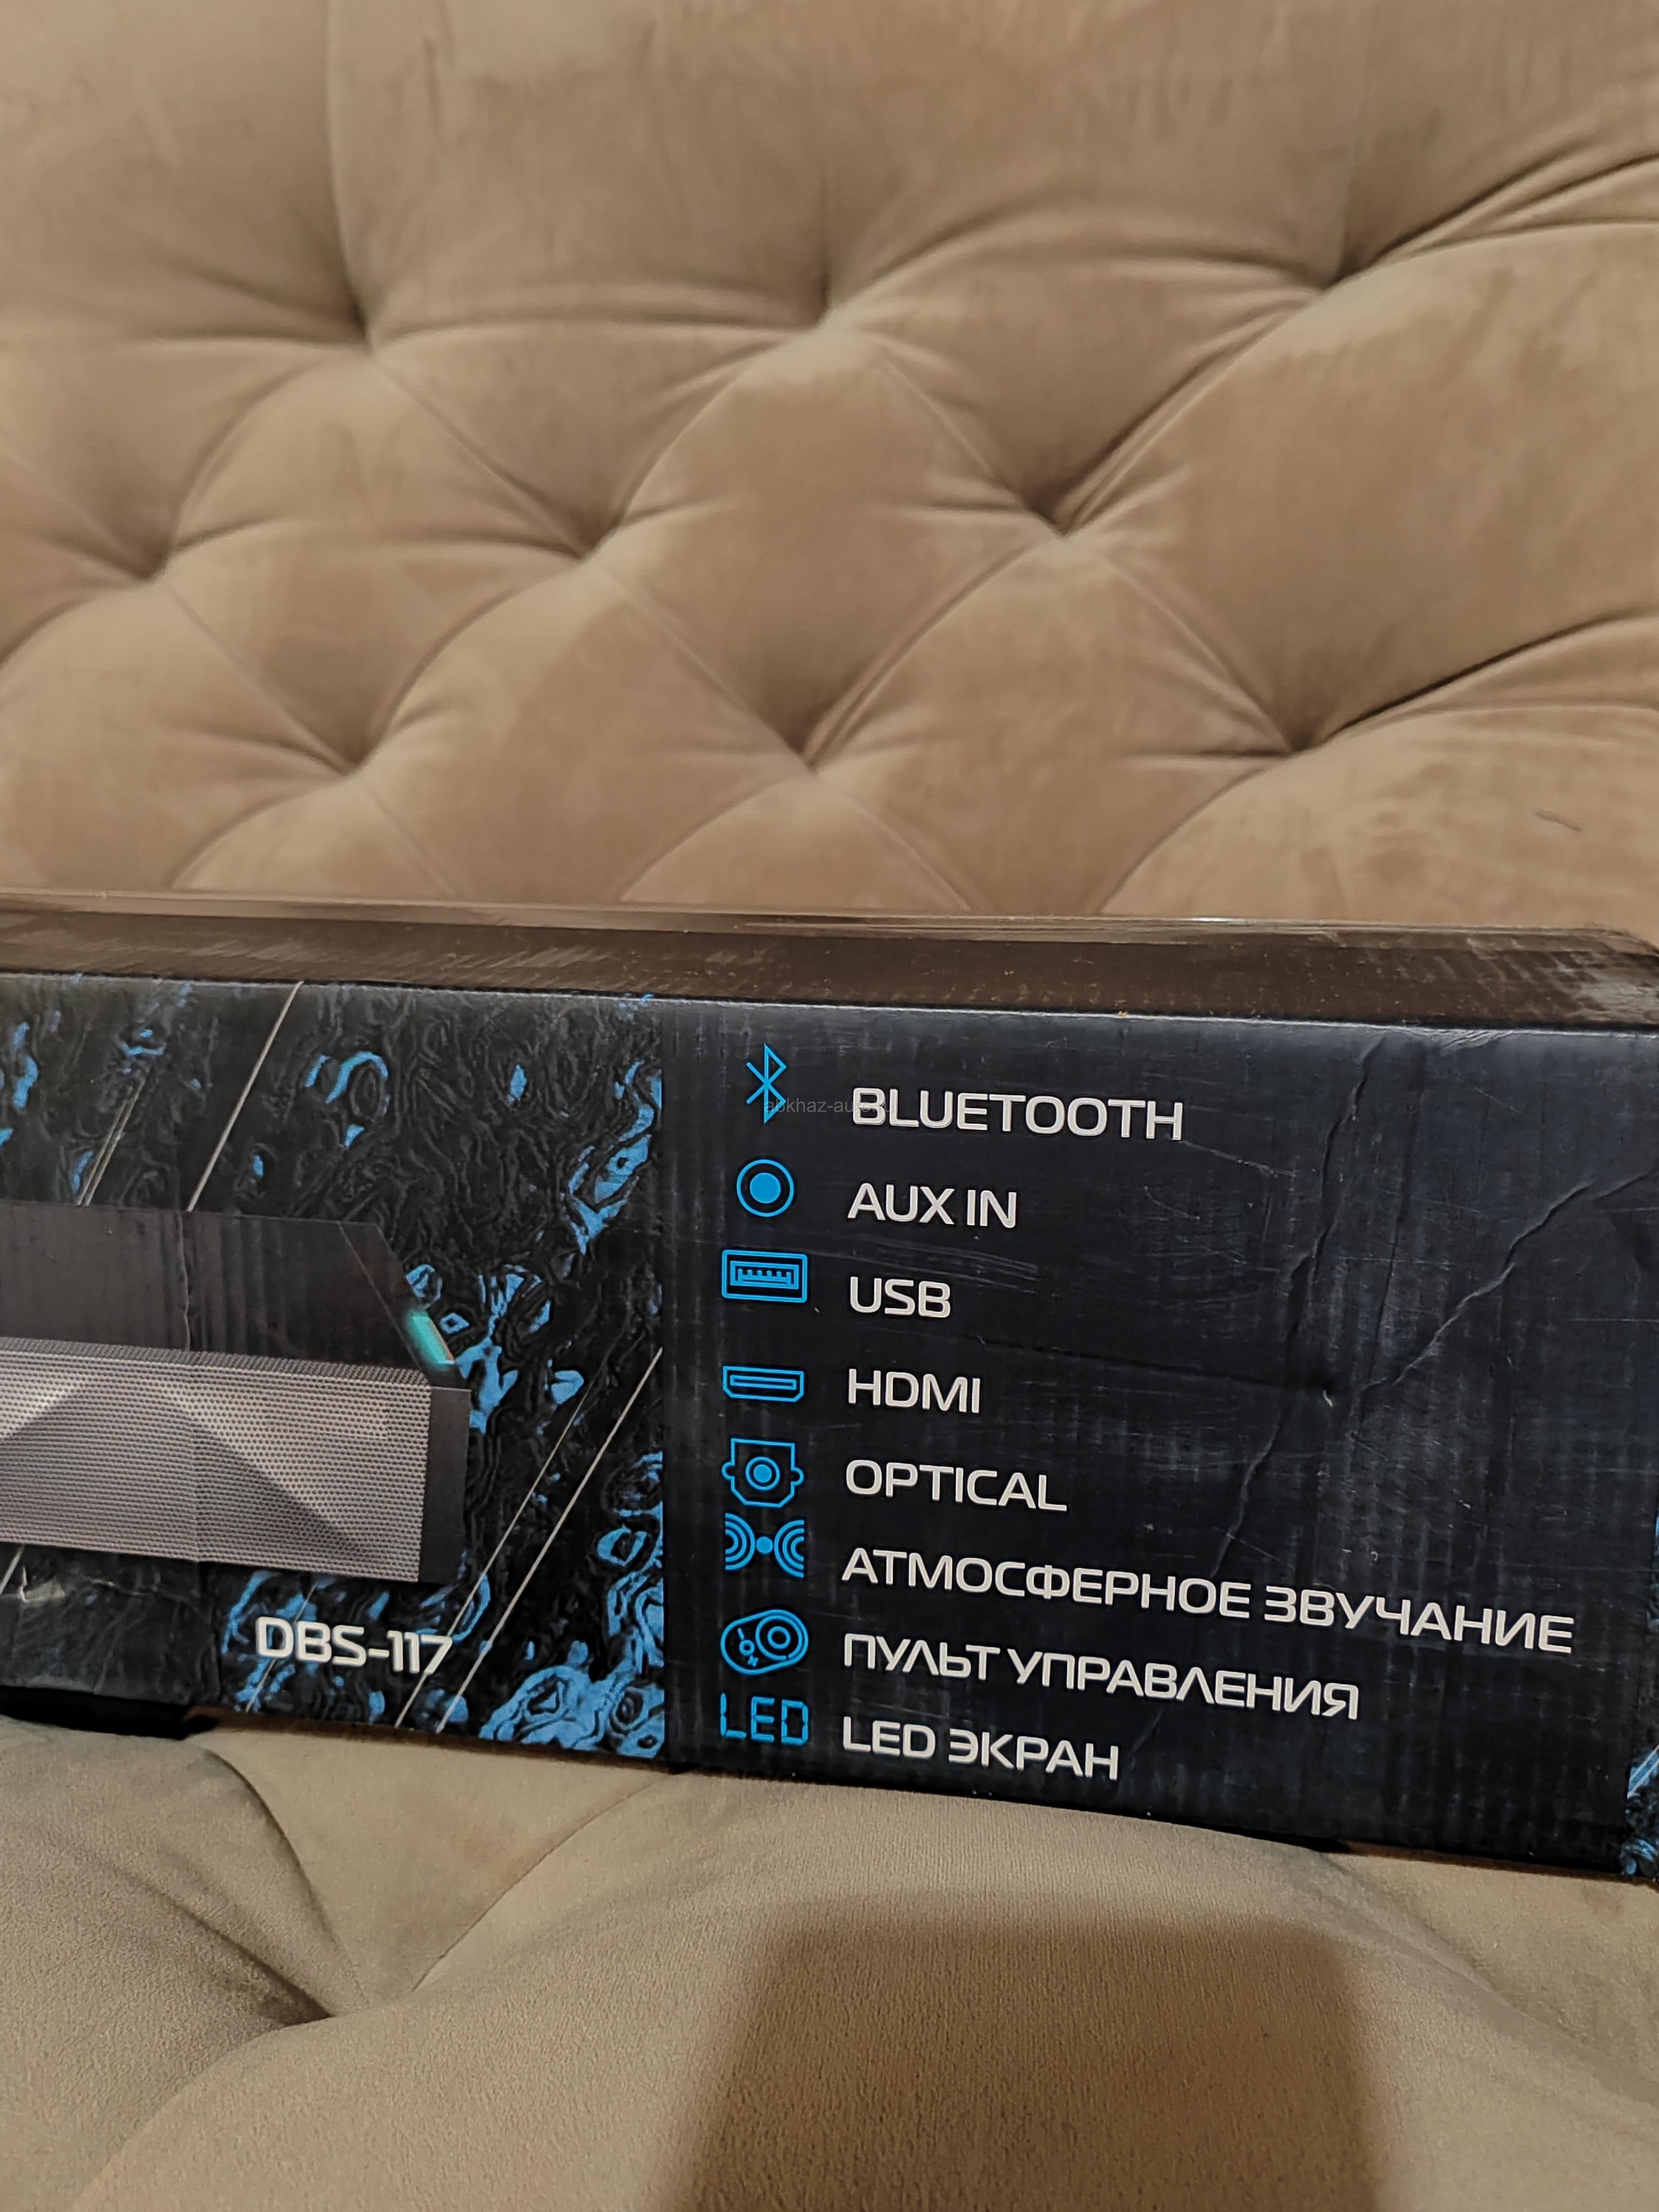 BLUETOOTH
AUX IN
USB
HDMI
OPTICAL
АТМОСФЕРНОЕ ЗВУЧАНИЕ
ПУЛЬТ УПРАВЛЕНИЯ
LED LED ЭКРАН
DBS-117